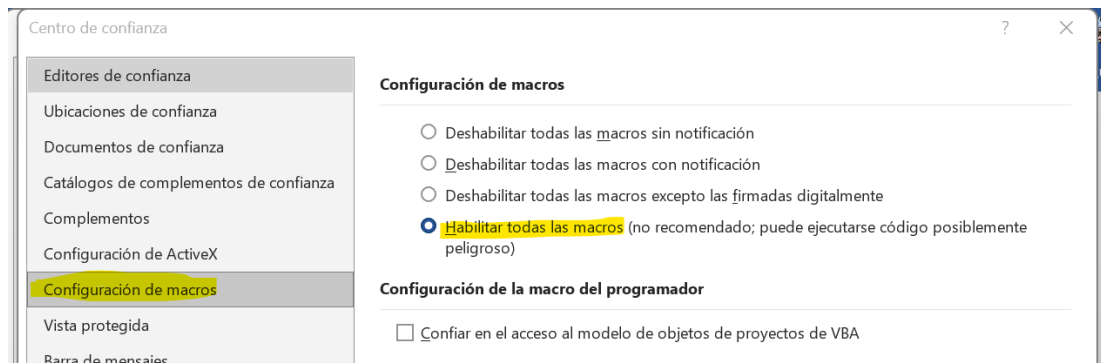 Centro de confianza
?
Editores de confianza
Ubicaciones de confianza
Documentos de confianza
Catálogos de complementos de confianza
Complementos
Configuración de ActiveX
Configuración de macros
Vista protegida
Barra de mensajes
Configuración de macros
Deshabilitar todas las macros sin notificación
Deshabilitar todas las macros con notificación
Deshabilitar todas las macros excepto las firmadas digitalmente
Habilitar todas las macros (no recomendado; puede ejecutarse código posiblemente
peligroso)
Configuración de la macro del programador
Confiar en el acceso al modelo de objetos de proyectos de VBA